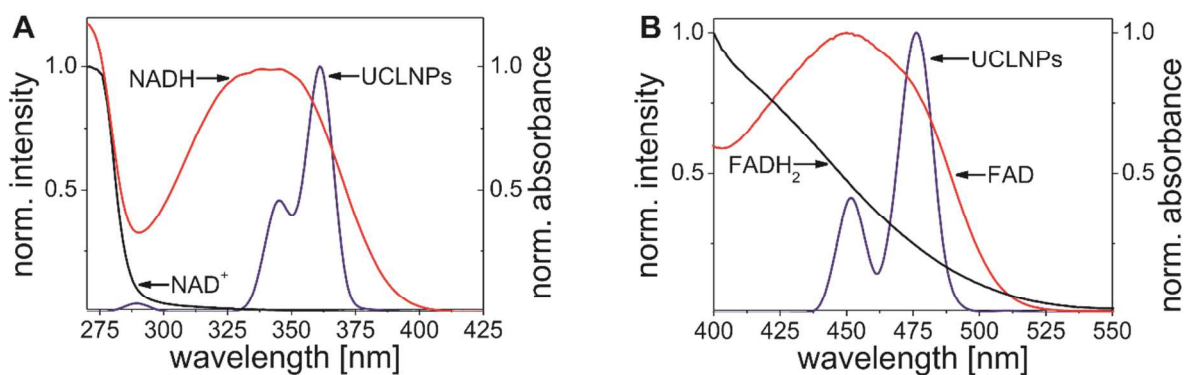 A
norm. intensity
1.0
0.5
NADH
UCLNPs
NAD⁺
1.0
0.5
norm. absorbance
275 300 325 350 375 400 425
wavelength [nm]
B
norm. intensity
1.0
0.5
UCLNPs
FADH₂
FAD
1.0
0.5
norm. absorbance
400 425 450 475 500 525 550
wavelength [nm]